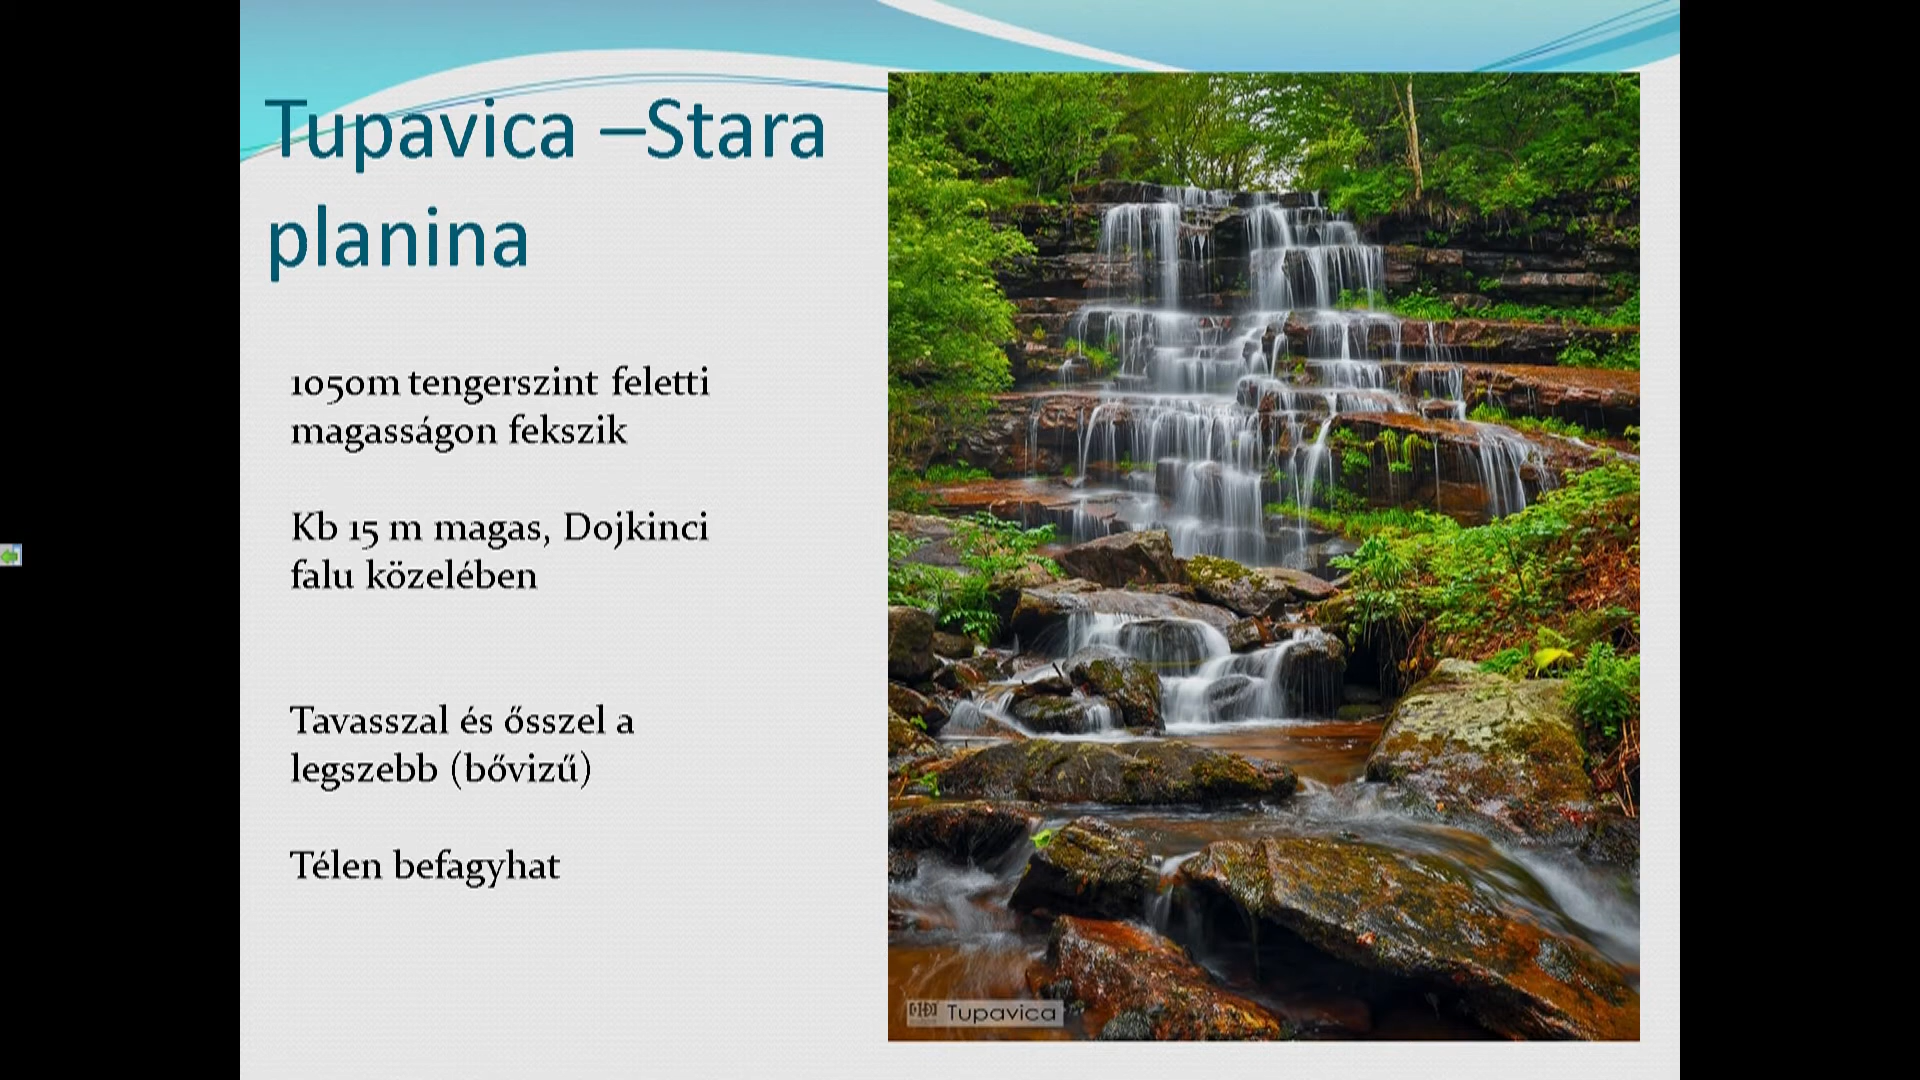 Tupavica –Stara
planina
1050m tengerszint feletti
magasságon fekszik
Kb 15 m magas, Dojkinci
falu közelében
Tavasszal és ősszel a
legszebb (bővizű)
Télen befagyhat
Tupavica